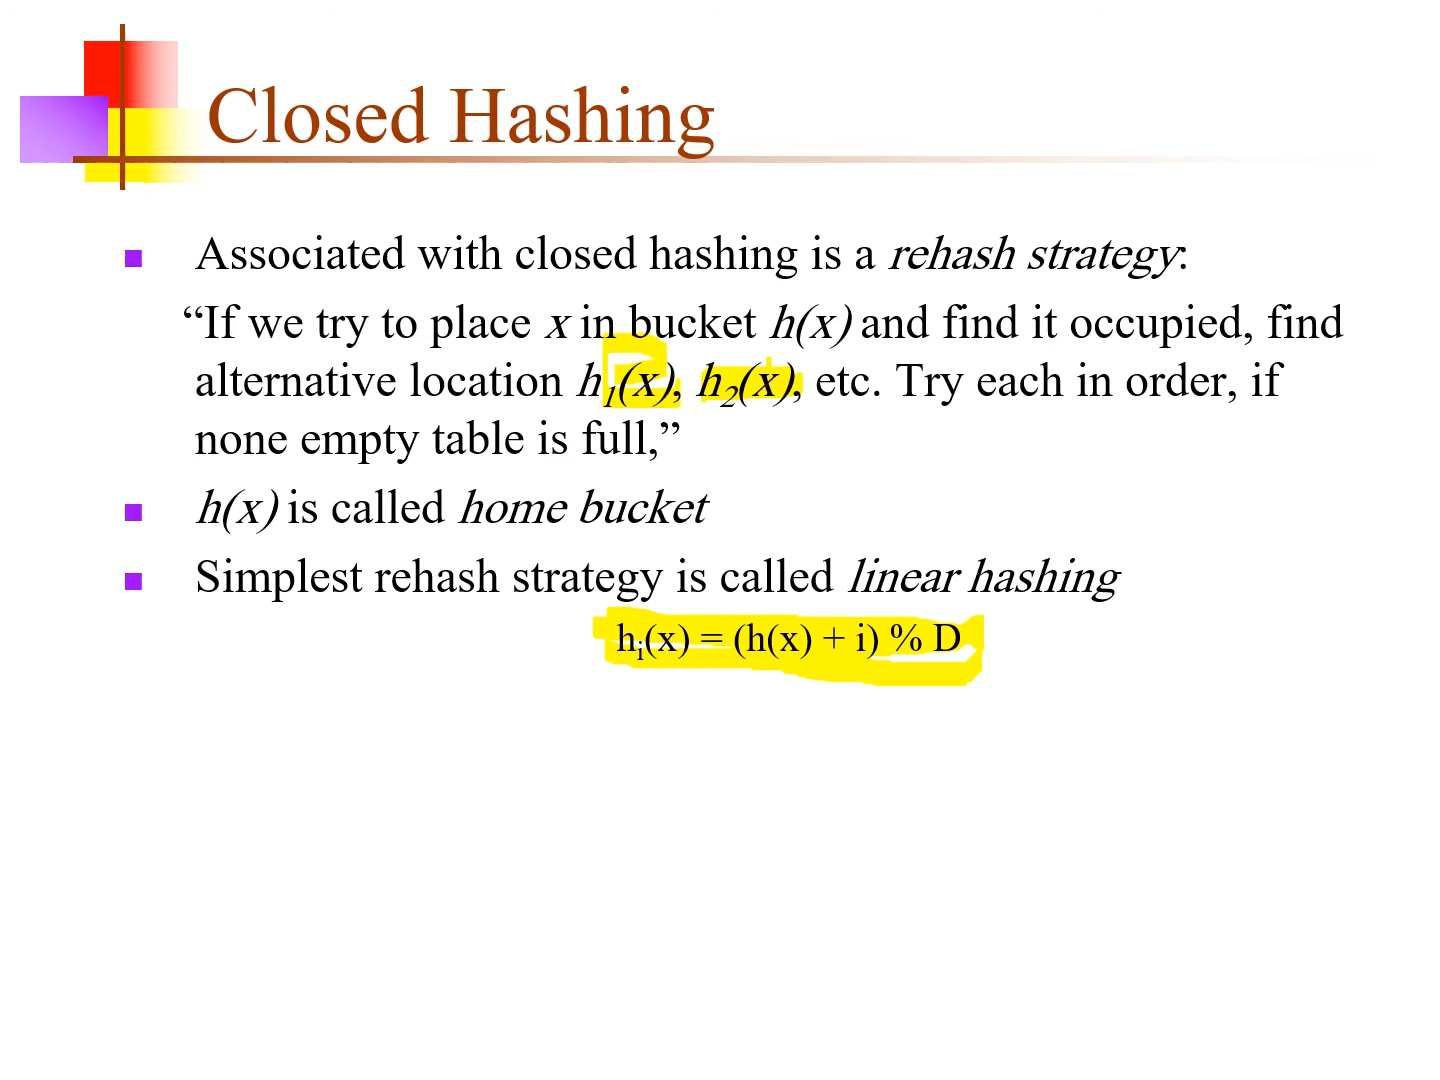 Closed Hashing
Associated with closed hashing is a rehash strategy:
“If we try to place x in bucket h(x) and find it occupied, find
alternative location h₁(x), h₂(x), etc. Try each in order, if
none empty table is full,”
h(x) is called home bucket
Simplest rehash strategy is called linear hashing
hᵢ(x) = (h(x) + i) % D